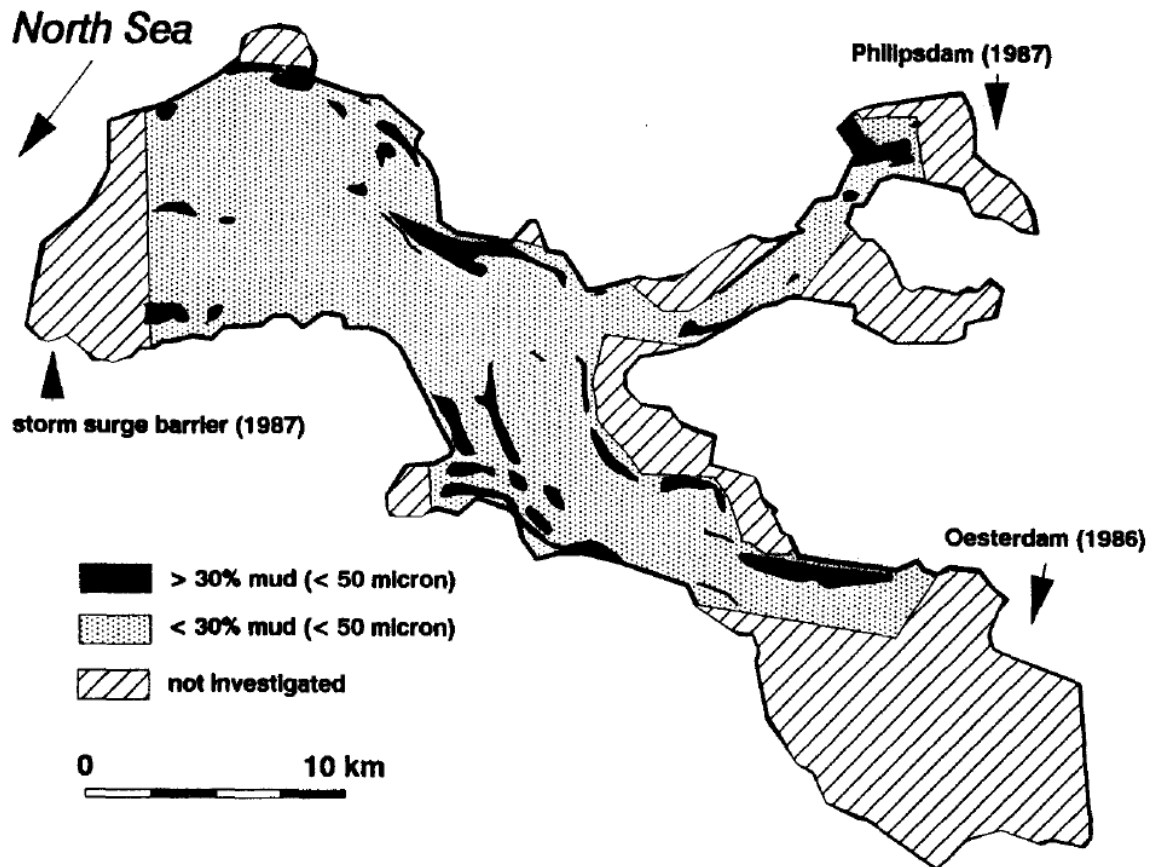 North Sea
Philipsdam (1987)
storm surge barrier (1987)
Oesterdam (1986)
> 30% mud (< 50 micron)
< 30% mud (< 50 micron)
not investigated
0 10 km